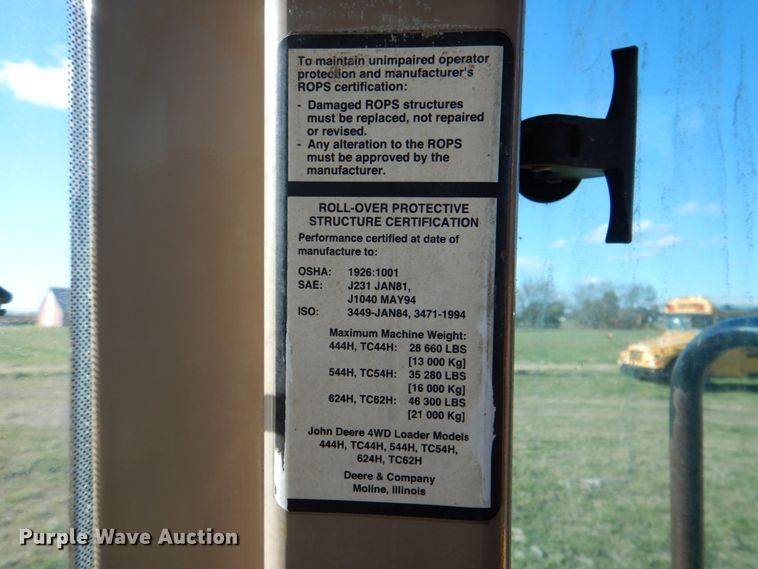 To maintain unimpaired operator
protection and manufacturer's
ROPS certification:
- Damaged ROPS structures
must be replaced, not repaired
or revised.
- Any alteration to the ROPS
must be approved by the
manufacturer.
ROLL-OVER PROTECTIVE
STRUCTURE CERTIFICATION
Performance certified at date of
manufacture to:
OSHA: 1926:1001
SAE: J231 JAN81,
J1040 MAY94
ISO: 3449-JAN84, 3471-1994
Maximum Machine Weight:
444H, TC44H: 28 660 LBS
[13 000 Kg]
544H, TC54H: 35 280 LBS
[16 000 Kg]
624H, TC62H: 46 300 LBS
[21 000 Kg]
John Deere 4WD Loader Models
444H, TC44H, 544H, TC54H,
624H, TC62H
Deere & Company
Moline, Illinois
Purple Wave Auction